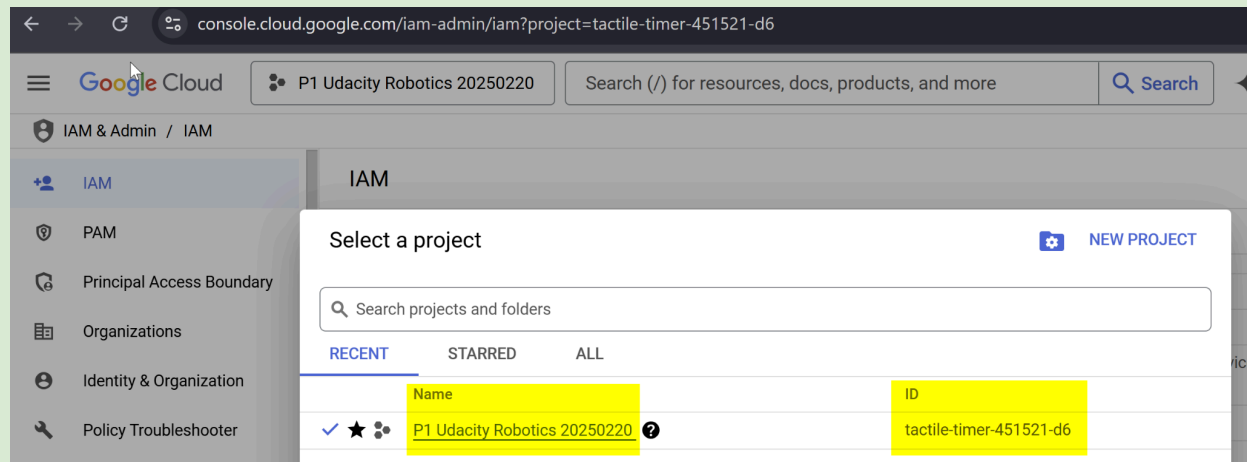 console.cloud.google.com/iam-admin/iam?project=tactile-timer-451521-d6
Google Cloud P1 Udacity Robotics 20250220 Search (/) for resources, docs, products, and more Search
IAM & Admin / IAM
IAM
IAM
PAM
Select a project NEW PROJECT
Principal Access Boundary
Search projects and folders
Organizations
RECENT STARRED ALL
Identity & Organization
Name ID
Policy Troubleshooter
P1 Udacity Robotics 20250220 ? tactile-timer-451521-d6